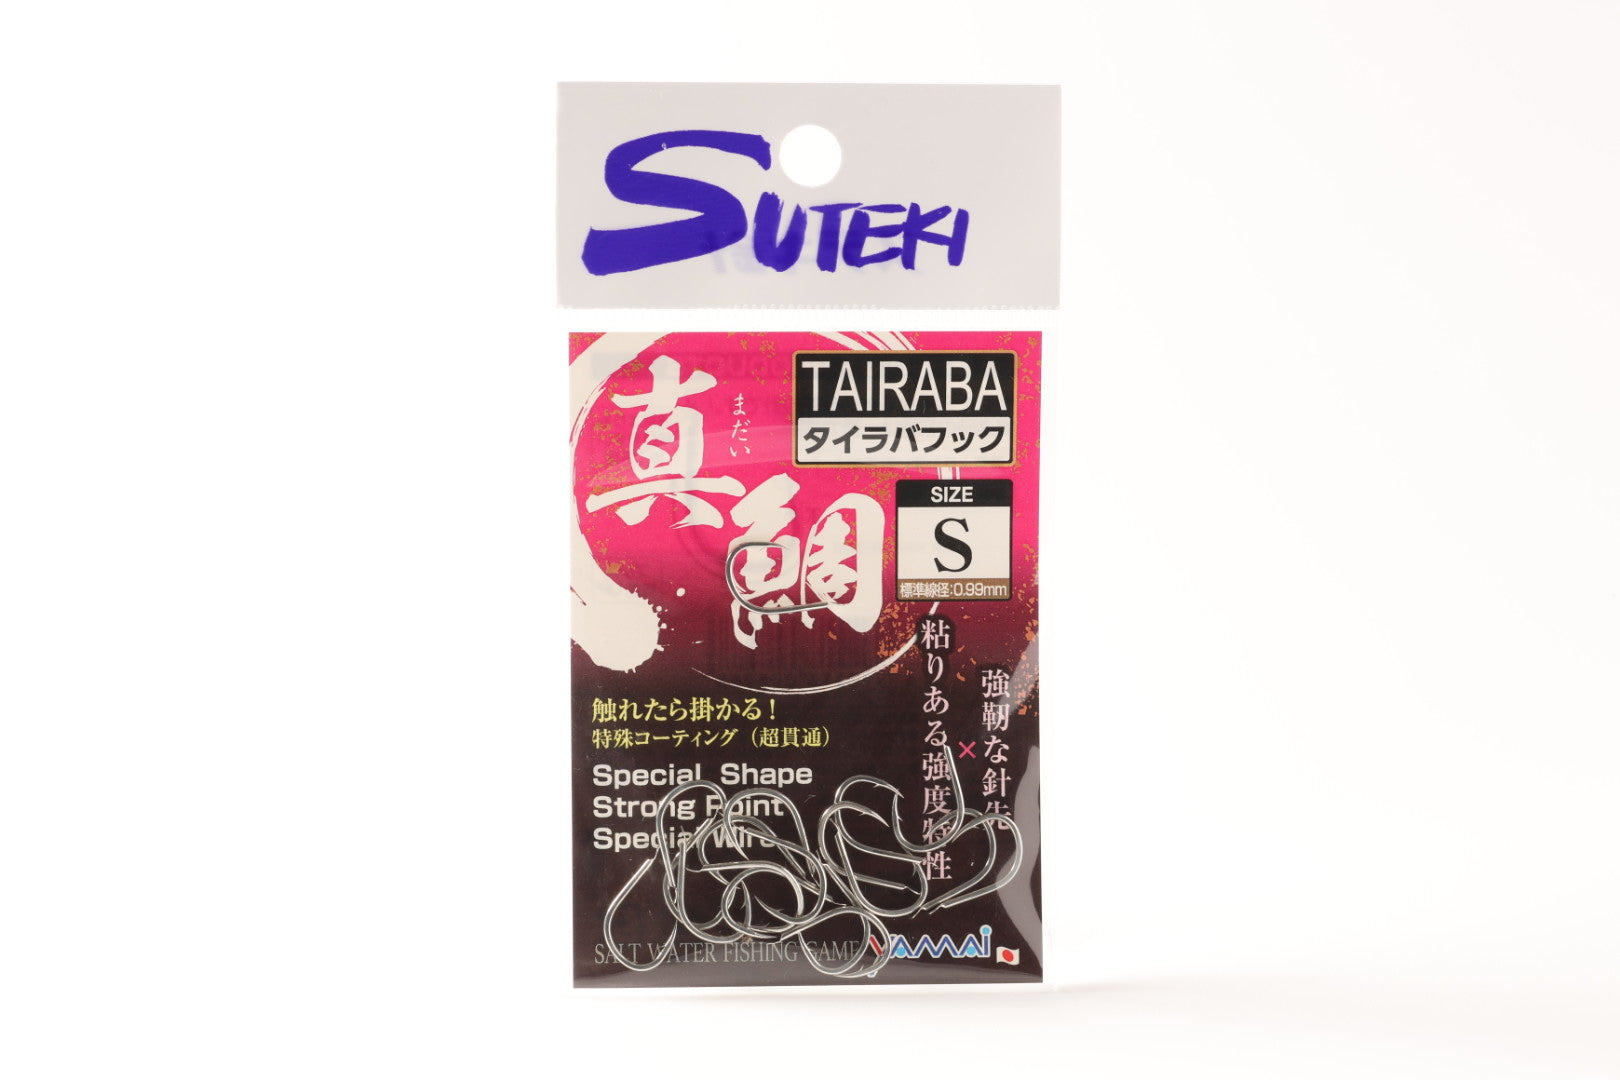 SUTEKI
真鯛
まだい
TAIRABA
タイラバフック
SIZE
S
標準線径:0.99mm
強靭な針先
×
粘りある強度特性
触れたら掛かる！
特殊コーティング（超貫通）
Special Shape
Strong Point
Special Wire
SALT WATER FISHING GAME
YAMAi